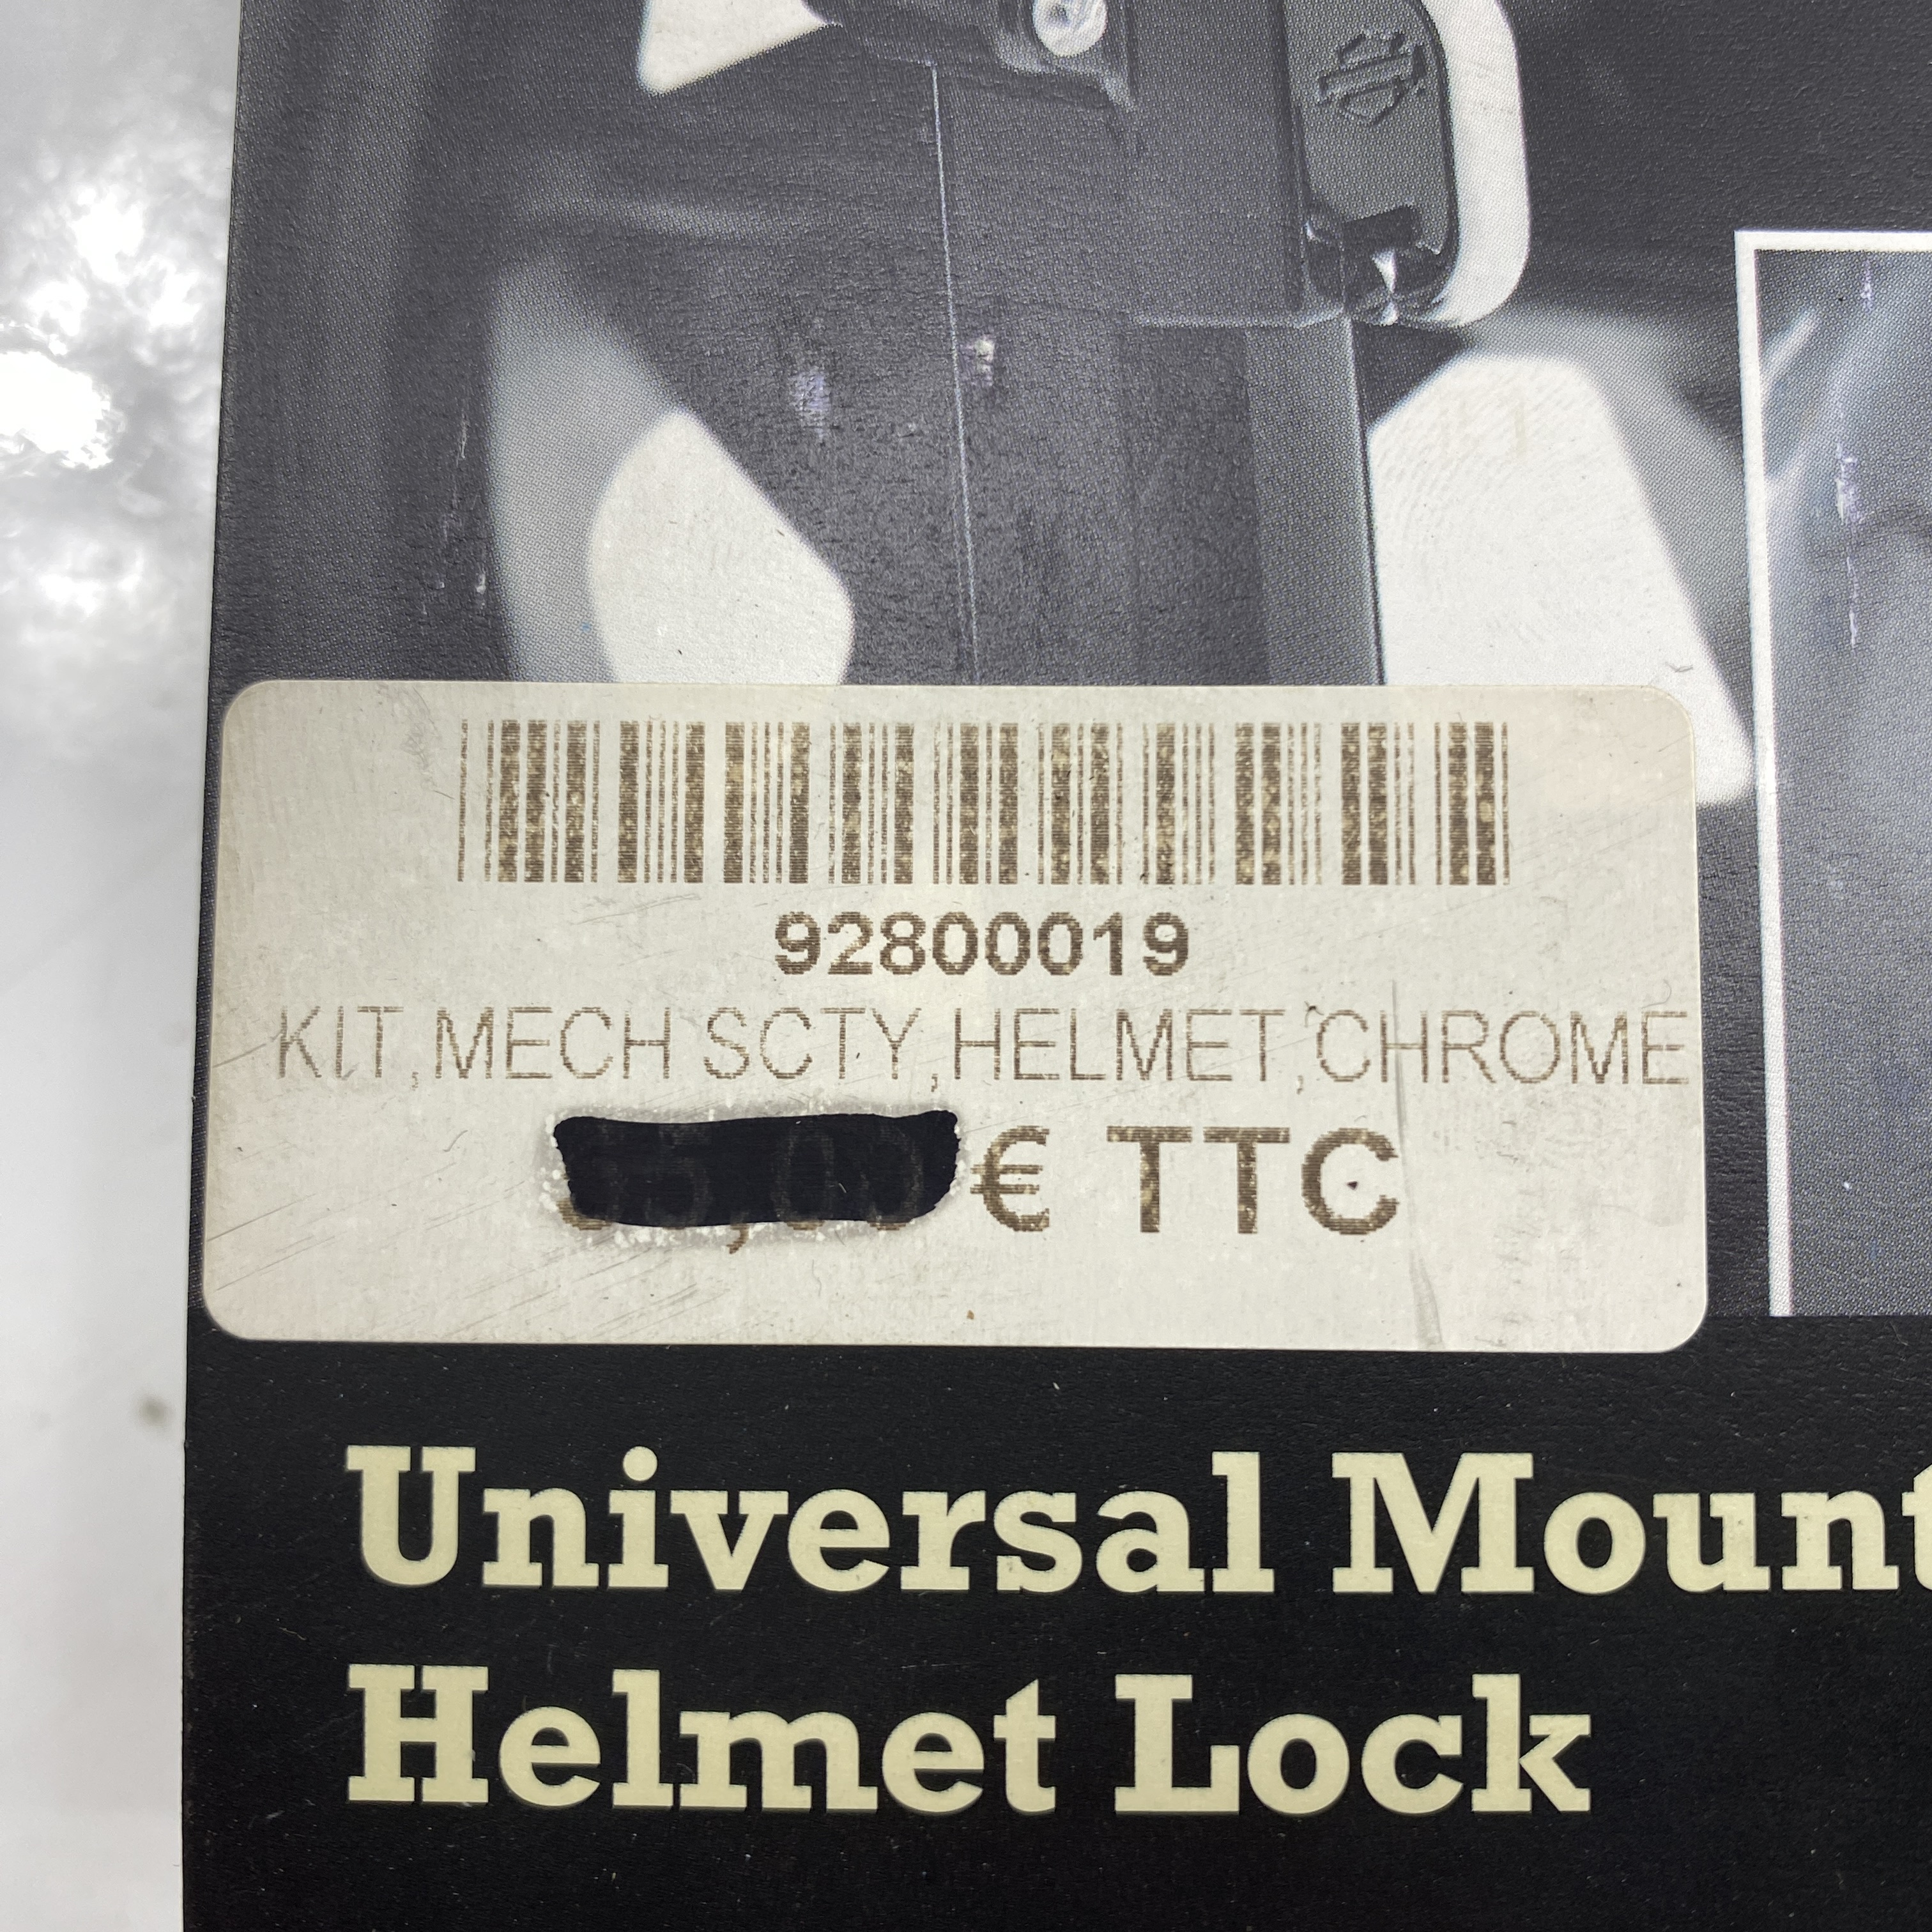 92800019
KIT,MECH SCTY,HELMET,CHROME
€ TTC
Universal Mount
Helmet Lock